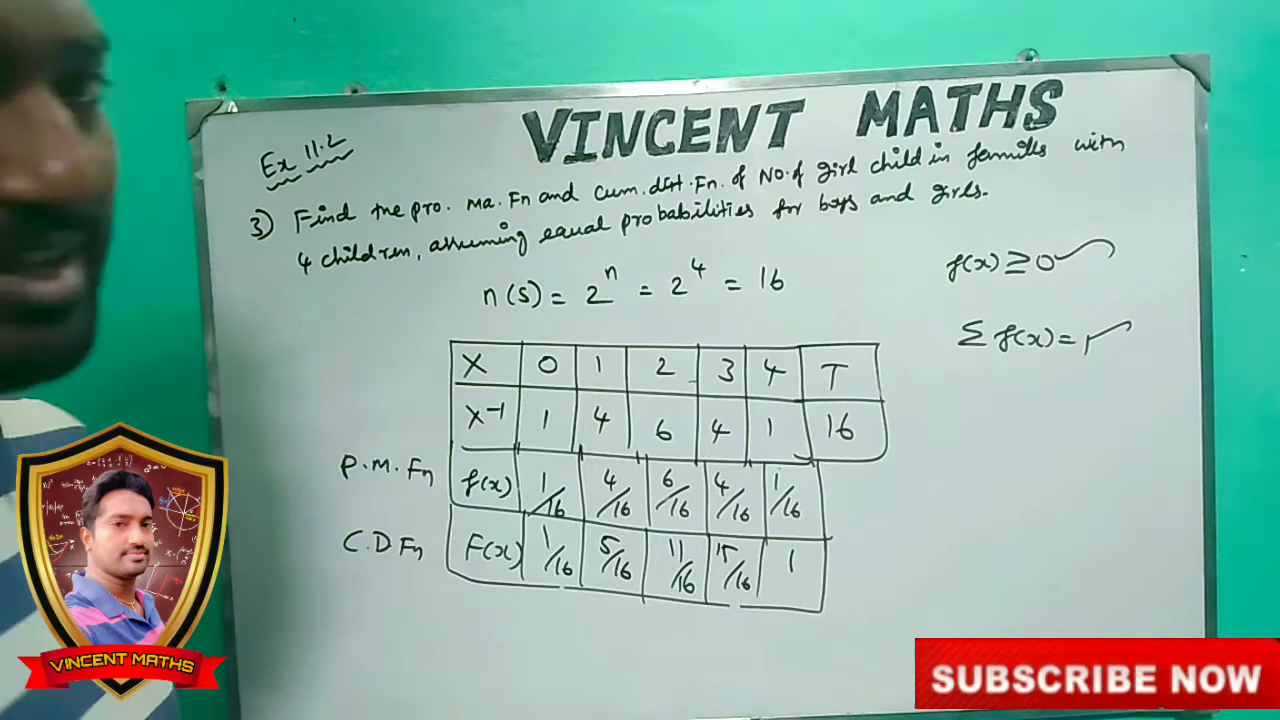 VINCENT MATHS
Ex 11.2
3) Find the pro. ma. Fn and cum. dist. Fn. of No. of girl child in families with
4 children, assuming equal probabilities for boys and girls.
n(s) = 2^n = 2^4 = 16
f(x) ≥ 0
Σ f(x) = 1
X 0 1 2 3 4 T
X⁻¹ 1 4 6 4 1 16
P.M.Fn f(x) 1/16 4/16 6/16 4/16 1/16
C.D Fn F(x) 1/16 5/16 11/16 15/16 1
VINCENT MATHS
SUBSCRIBE NOW